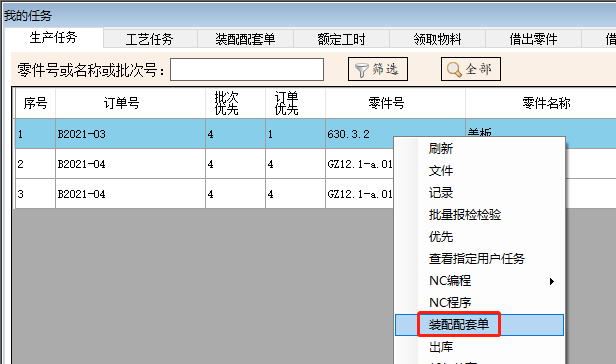 我的任务
生产任务 工艺任务 装配配套单 额定工时 领取物料 借出零件 借
零件号或名称或批次号： 筛选 全部
序号 订单号 批次优先 订单优先 零件号 零件名称
1 B2021-03 4 1 630.3.2 盖板
2 B2021-04 4 4 GZ12.1-a.01
3 B2021-04 4 4 GZ12.1-a.01
刷新
文件
记录
批量报检检验
优先
查看指定用户任务
NC编程
NC程序
装配配套单
出库